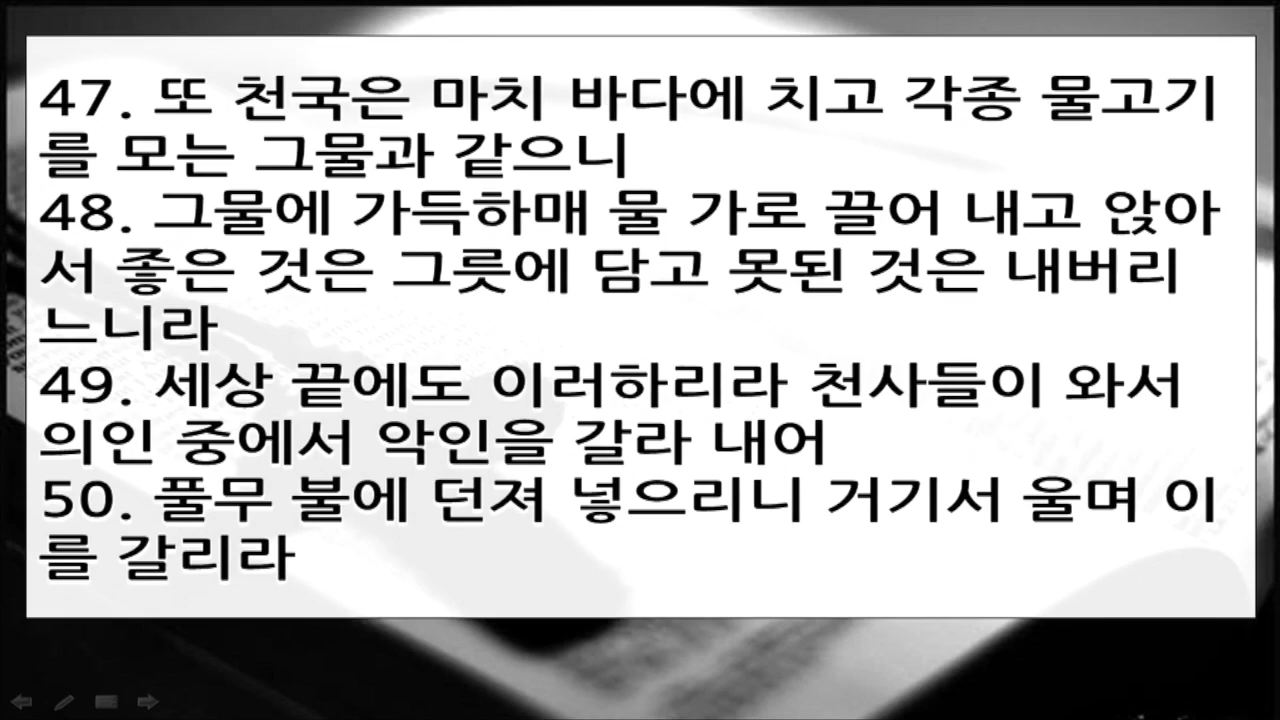 47. 또 천국은 마치 바다에 치고 각종 물고기
를 모는 그물과 같으니
48. 그물에 가득하매 물 가로 끌어 내고 앉아
서 좋은 것은 그릇에 담고 못된 것은 내버리
느니라
49. 세상 끝에도 이러하리라 천사들이 와서
의인 중에서 악인을 갈라 내어
50. 풀무 불에 던져 넣으리니 거기서 울며 이
를 갈리라